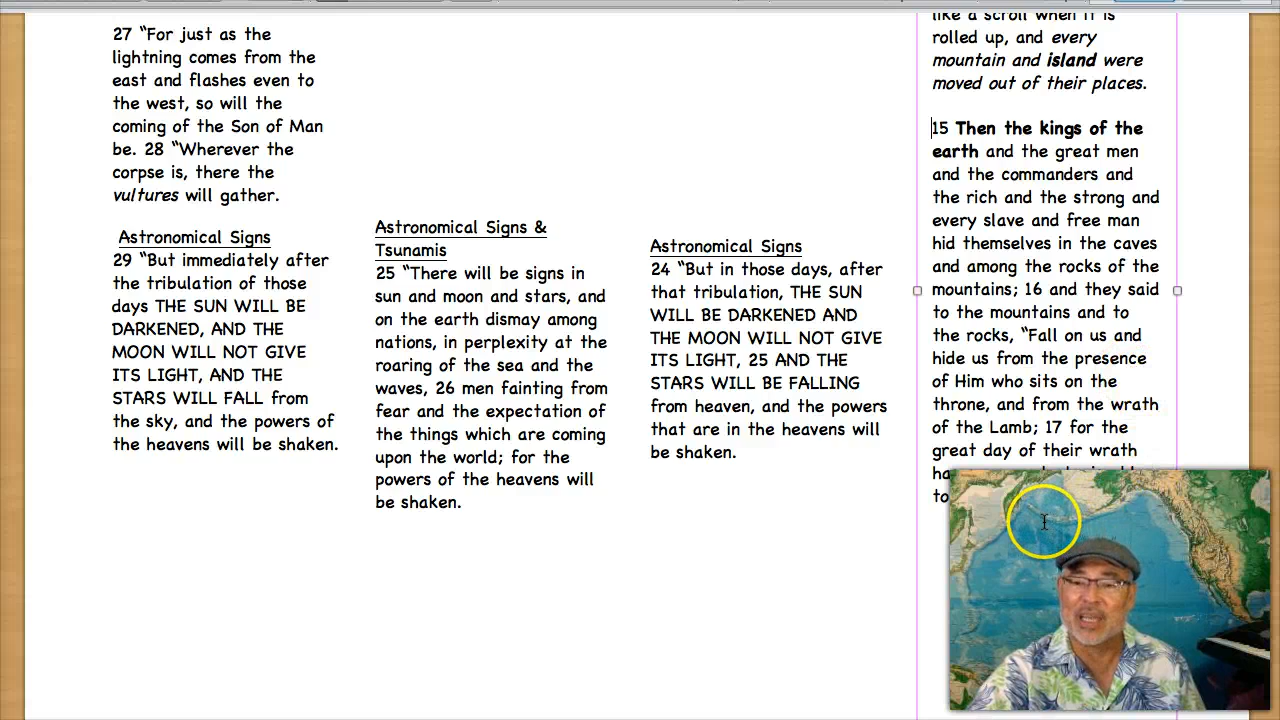 27 “For just as the
lightning comes from the
east and flashes even to
the west, so will the
coming of the Son of Man
be. 28 “Wherever the
corpse is, there the
vultures will gather.
Astronomical Signs
29 “But immediately after
the tribulation of those
days THE SUN WILL BE
DARKENED, AND THE
MOON WILL NOT GIVE
ITS LIGHT, AND THE
STARS WILL FALL from
the sky, and the powers of
the heavens will be shaken.
Astronomical Signs &
Tsunamis
25 “There will be signs in
sun and moon and stars, and
on the earth dismay among
nations, in perplexity at the
roaring of the sea and the
waves, 26 men fainting from
fear and the expectation of
the things which are coming
upon the world; for the
powers of the heavens will
be shaken.
Astronomical Signs
24 “But in those days, after
that tribulation, THE SUN
WILL BE DARKENED AND
THE MOON WILL NOT GIVE
ITS LIGHT, 25 AND THE
STARS WILL BE FALLING
from heaven, and the powers
that are in the heavens will
be shaken.
like a scroll when it is
rolled up, and every
mountain and island were
moved out of their places.
15 Then the kings of the
earth and the great men
and the commanders and
the rich and the strong and
every slave and free man
hid themselves in the caves
and among the rocks of the
mountains; 16 and they said
to the mountains and to
the rocks, “Fall on us and
hide us from the presence
of Him who sits on the
throne, and from the wrath
of the Lamb; 17 for the
great day of their wrath